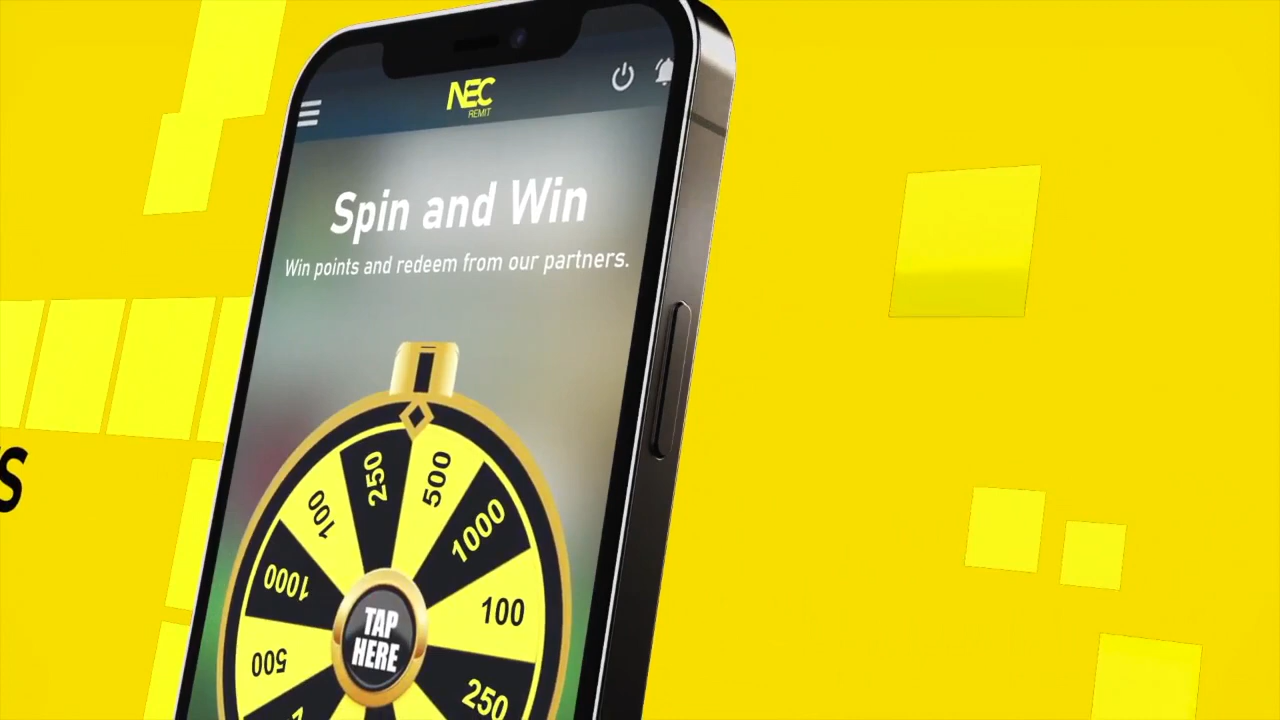 NEC
REMIT
Spin and Win
Win points and redeem from our partners.
250
500
100
1000
1000
100
500
250
TAP
HERE
S